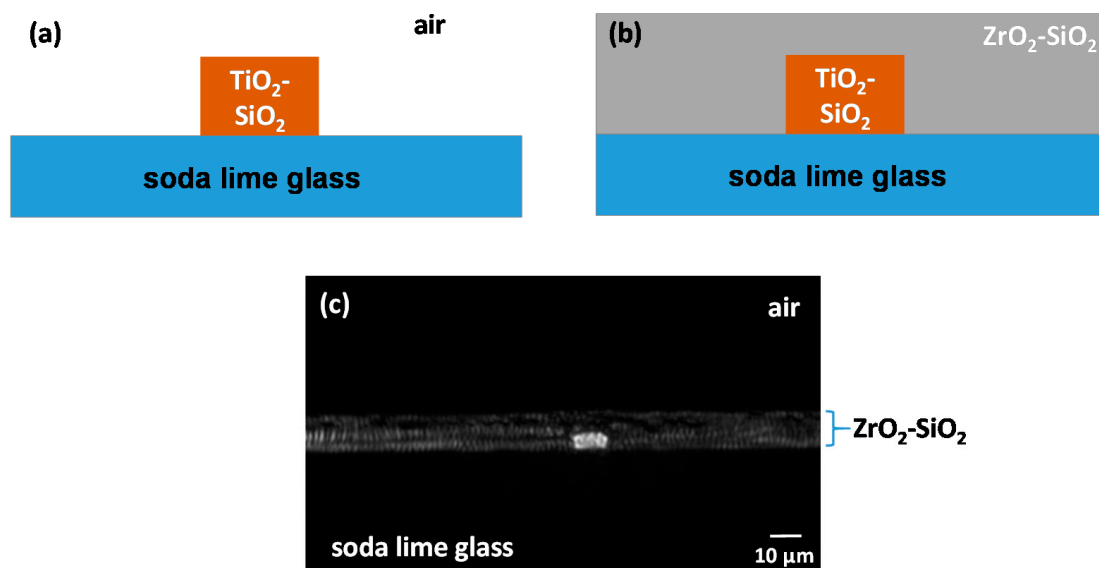 (a)
air
TiO₂-
SiO₂
soda lime glass
(b)
ZrO₂-SiO₂
TiO₂-
SiO₂
soda lime glass
(c)
air
ZrO₂-SiO₂
soda lime glass
10 μm